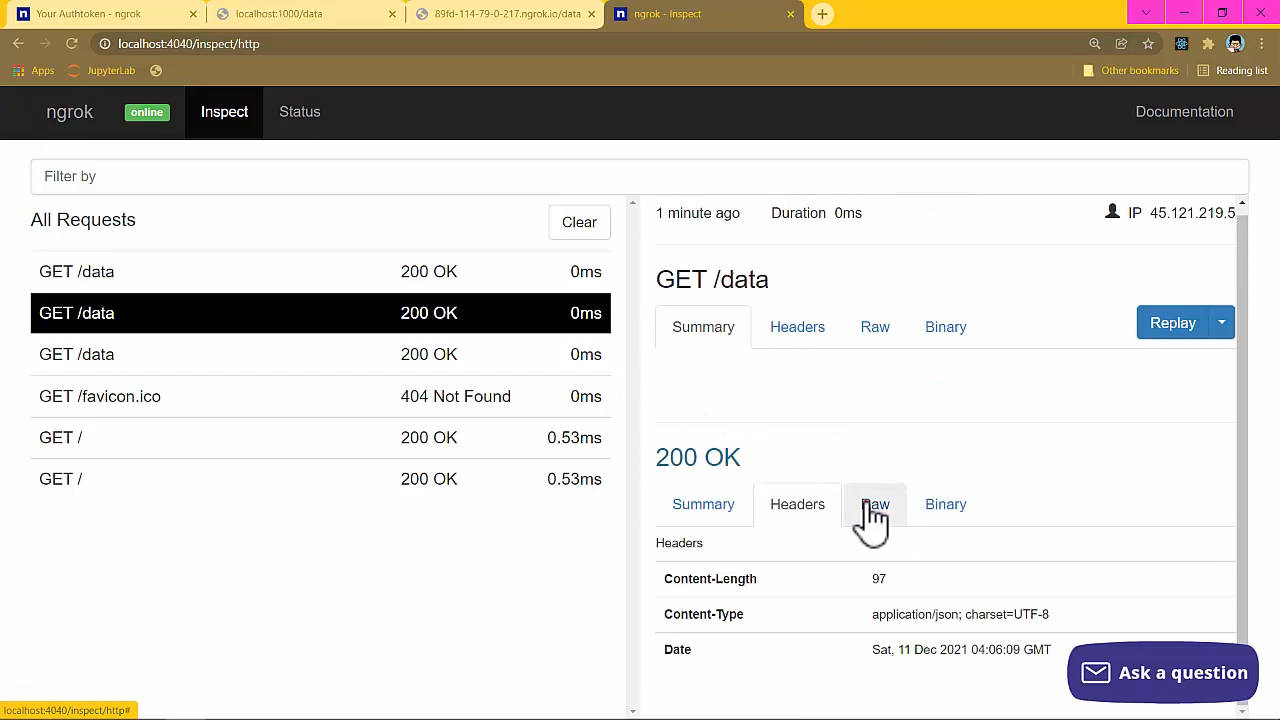 Your Authtoken - ngrok
localhost:1000/data
89fd-114-79-0-217.ngrok.io/data
ngrok - Inspect
localhost:4040/inspect/http
Apps
JupyterLab
Other bookmarks
Reading list
ngrok
online
Inspect
Status
Documentation
Filter by
All Requests
Clear
GET /data 200 OK 0ms
GET /data 200 OK 0ms
GET /data 200 OK 0ms
GET /favicon.ico 404 Not Found 0ms
GET / 200 OK 0.53ms
GET / 200 OK 0.53ms
1 minute ago Duration 0ms IP 45.121.219.5
GET /data
Summary Headers Raw Binary
Replay
200 OK
Summary Headers Raw Binary
Headers
Content-Length 97
Content-Type application/json; charset=UTF-8
Date Sat, 11 Dec 2021 04:06:09 GMT
Ask a question
localhost:4040/inspect/http#